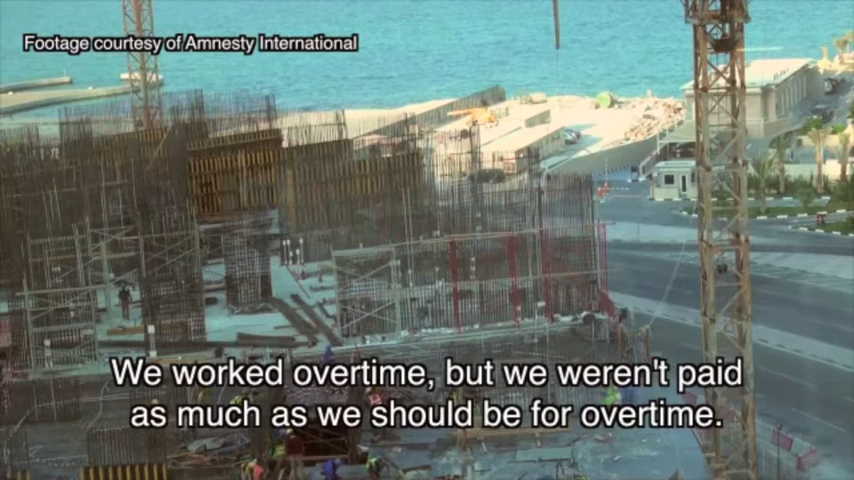 Footage courtesy of Amnesty International
We worked overtime, but we weren't paid
as much as we should be for overtime.